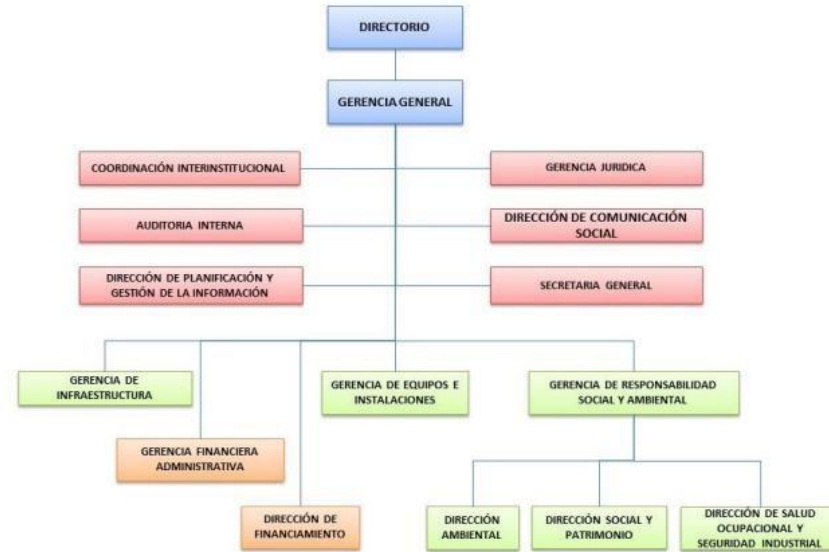 DIRECTORIO
GERENCIA GENERAL
COORDINACIÓN INTERINSTITUCIONAL
GERENCIA JURIDICA
AUDITORIA INTERNA
DIRECCIÓN DE COMUNICACIÓN
SOCIAL
DIRECCIÓN DE PLANIFICACIÓN Y
GESTIÓN DE LA INFORMACIÓN
SECRETARIA GENERAL
GERENCIA DE
INFRAESTRUCTURA
GERENCIA DE EQUIPOS E
INSTALACIONES
GERENCIA DE RESPONSABILIDAD
SOCIAL Y AMBIENTAL
GERENCIA FINANCIERA
ADMINISTRATIVA
DIRECCIÓN DE
FINANCIAMIENTO
DIRECCIÓN
AMBIENTAL
DIRECCIÓN SOCIAL Y
PATRIMONIO
DIRECCIÓN DE SALUD
OCUPACIONAL Y
SEGURIDAD INDUSTRIAL